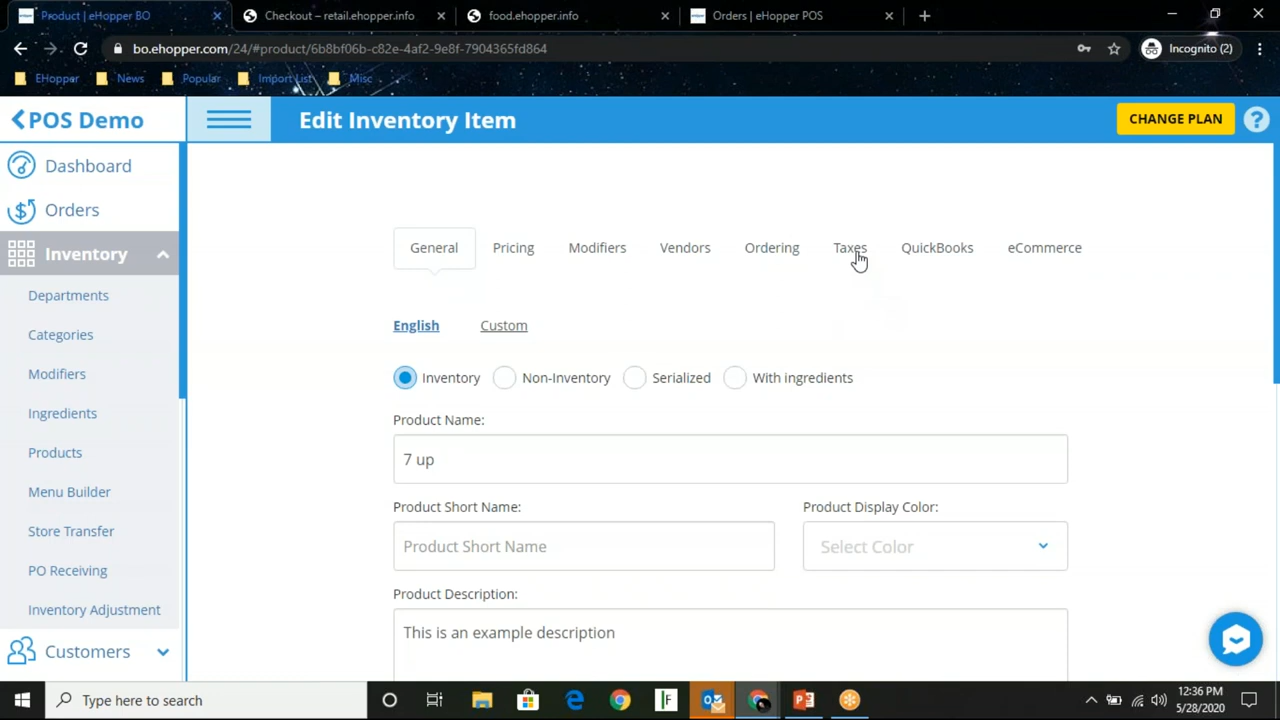 Product | eHopper BO
Checkout – retail.ehopper.info
food.ehopper.info
Orders | eHopper POS
bo.ehopper.com/24/#product/6b8bf06b-c82e-4af2-9e8f-7904365fd864
Incognito (2)
EHopper
News
Popular
Import List
Misc
POS Demo
Edit Inventory Item
CHANGE PLAN
?
Dashboard
Orders
Inventory
Departments
Categories
Modifiers
Ingredients
Products
Menu Builder
Store Transfer
PO Receiving
Inventory Adjustment
Customers
General
Pricing
Modifiers
Vendors
Ordering
Taxes
QuickBooks
eCommerce
English
Custom
Inventory
Non-Inventory
Serialized
With ingredients
Product Name:
7 up
Product Short Name:
Product Display Color:
Product Short Name
Select Color
Product Description:
This is an example description
Type here to search
12:36 PM
5/28/2020